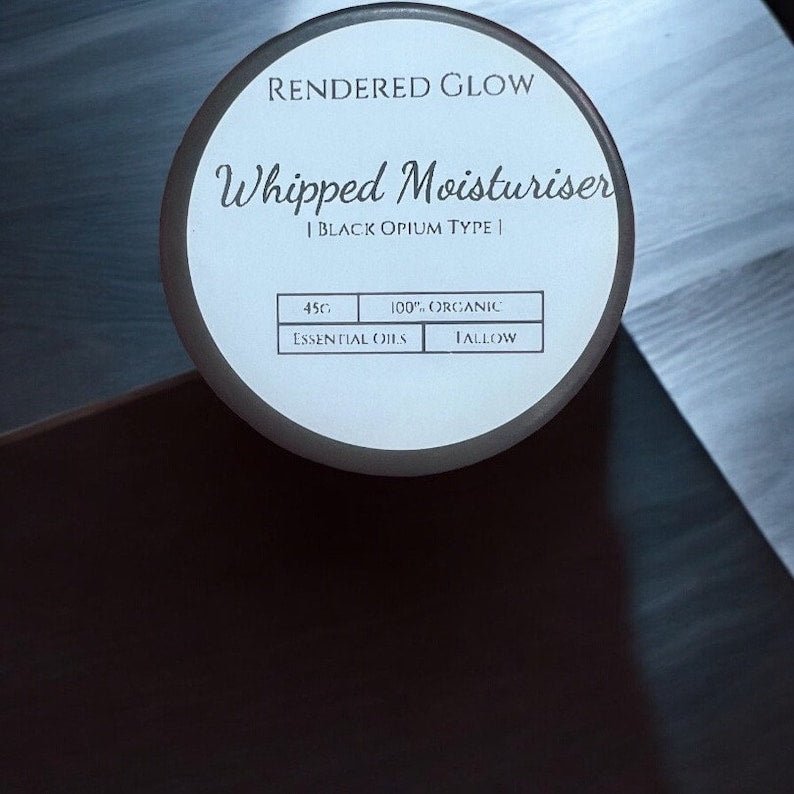 Rendered Glow
Whipped Moisturiser
| Black Opium Type |
45g 100% Organic
Essential Oils Tallow